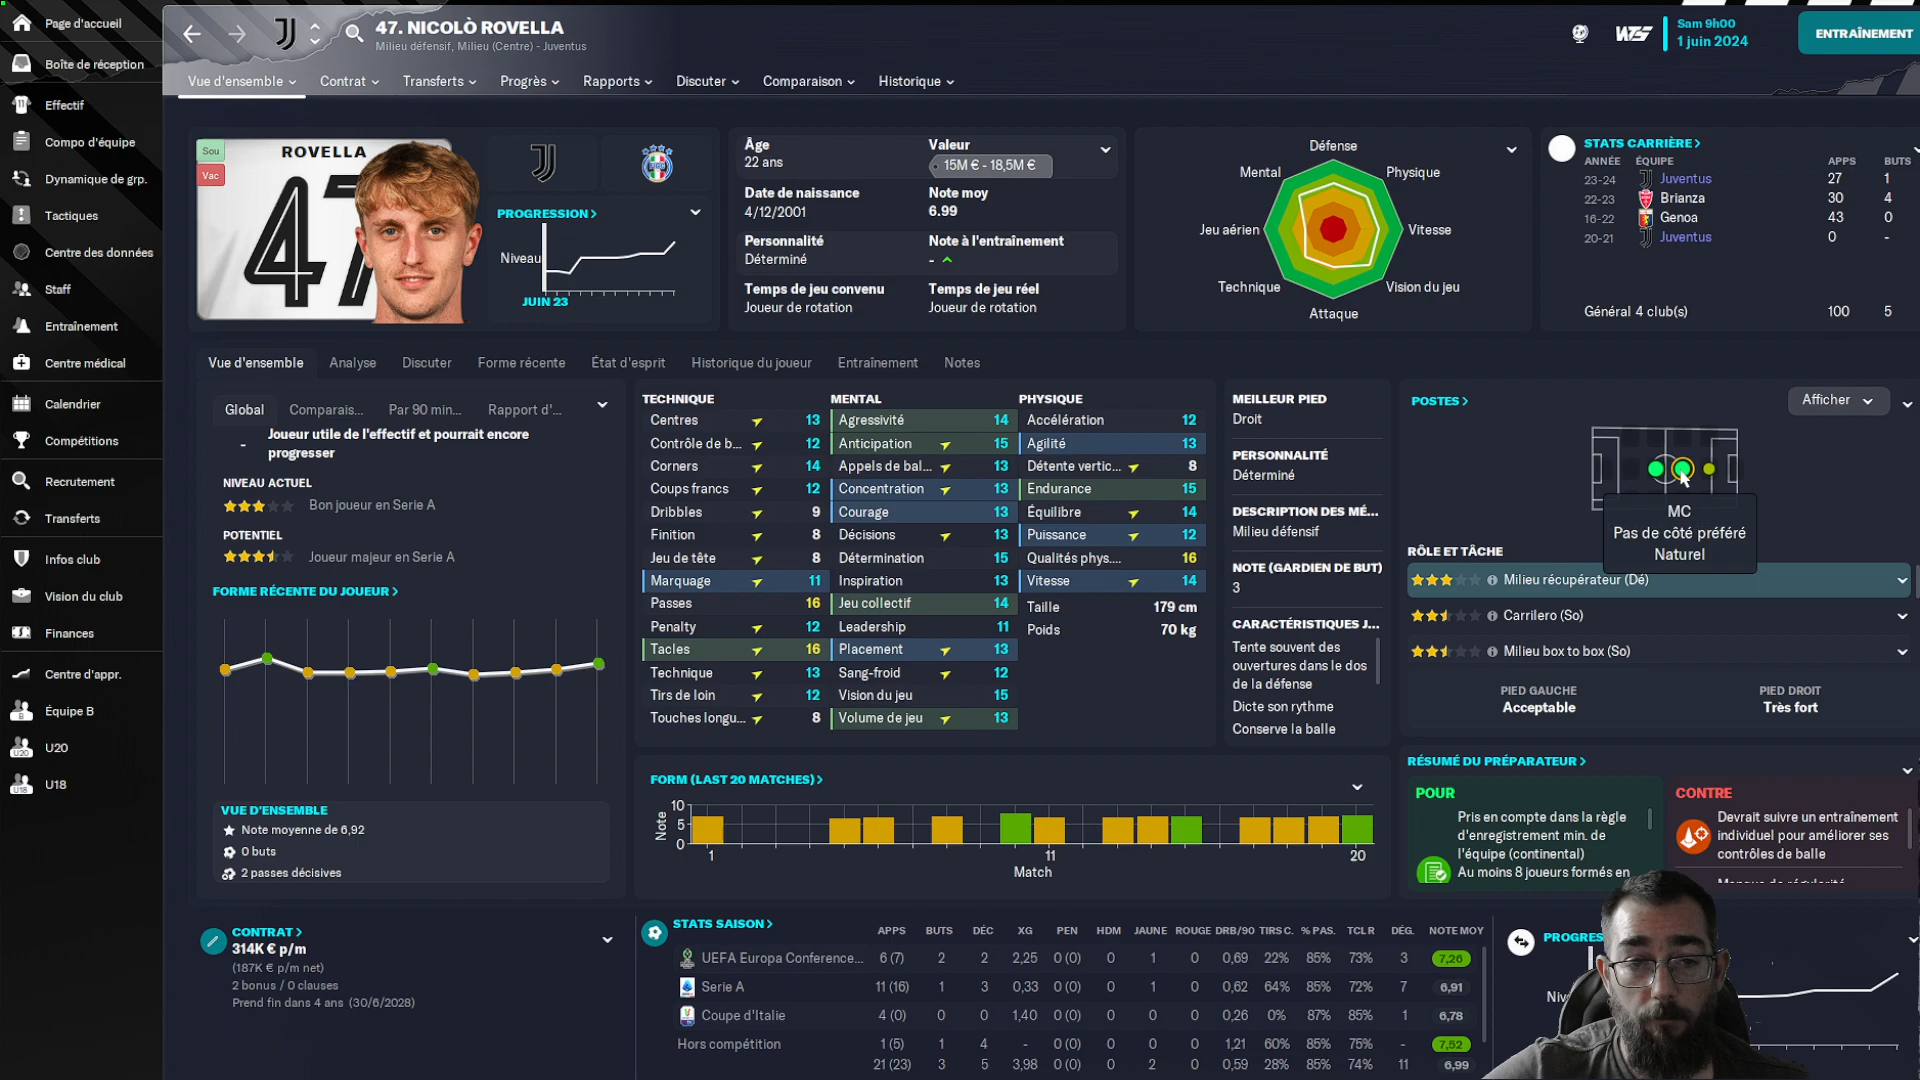 Page d'accueil
Boîte de réception
Effectif
Compo d'équipe
Dynamique de grp.
Tactiques
Centre des données
Staff
Entraînement
Centre médical
Calendrier
Compétitions
Recrutement
Transferts
Infos club
Vision du club
Finances
Centre d'appr.
Équipe B
U20
U18
47. NICOLÒ ROVELLA
Milieu défensif, Milieu (Centre) - Juventus
Sam 9h00
1 juin 2024
ENTRAÎNEMENT
Vue d'ensemble
Contrat
Transferts
Progrès
Rapports
Discuter
Comparaison
Historique
Sou
Vac
ROVELLA
47
PROGRESSION >
Niveau
JUIN 23
Âge
22 ans
Valeur
15M € - 18,5M €
Date de naissance
4/12/2001
Note moy
6.99
Personnalité
Déterminé
Note à l'entraînement
-
Temps de jeu convenu
Joueur de rotation
Temps de jeu réel
Joueur de rotation
Défense
Physique
Vitesse
Vision du jeu
Attaque
Technique
Jeu aérien
Mental
STATS CARRIÈRE >
ANNÉE ÉQUIPE APPS BUTS
23-24 Juventus 27 1
22-23 Brianza 30 4
16-22 Genoa 43 0
20-21 Juventus 0 -
Général 4 club(s) 100 5
Vue d'ensemble
Analyse
Discuter
Forme récente
État d'esprit
Historique du joueur
Entraînement
Notes
Global
Comparais...
Par 90 min...
Rapport d'...
- Joueur utile de l'effectif et pourrait encore
progresser
NIVEAU ACTUEL
Bon joueur en Serie A
POTENTIEL
Joueur majeur en Serie A
FORME RÉCENTE DU JOUEUR >
VUE D'ENSEMBLE
Note moyenne de 6,92
0 buts
2 passes décisives
TECHNIQUE
Centres 13
Contrôle de b... 12
Corners 14
Coups francs 12
Dribbles 9
Finition 8
Jeu de tête 8
Marquage 11
Passes 16
Penalty 12
Tacles 16
Technique 13
Tirs de loin 12
Touches longu... 8
MENTAL
Agressivité 14
Anticipation 15
Appels de bal... 13
Concentration 13
Courage 13
Décisions 13
Détermination 15
Inspiration 13
Jeu collectif 14
Leadership 11
Placement 13
Sang-froid 12
Vision du jeu 15
Volume de jeu 13
PHYSIQUE
Accélération 12
Agilité 13
Détente vertic... 8
Endurance 15
Équilibre 14
Puissance 12
Qualités phys.... 16
Vitesse 14
Taille 179 cm
Poids 70 kg
MEILLEUR PIED
Droit
PERSONNALITÉ
Déterminé
DESCRIPTION DES MÉ...
Milieu défensif
NOTE (GARDIEN DE BUT)
3
CARACTÉRISTIQUES J...
Tente souvent des
ouvertures dans le dos
de la défense
Dicte son rythme
Conserve la balle
POSTES >
Afficher
MC
Pas de côté préféré
Naturel
RÔLE ET TÂCHE
Milieu récupérateur (Dé)
Carrilero (So)
Milieu box to box (So)
PIED GAUCHE
Acceptable
PIED DROIT
Très fort
FORM (LAST 20 MATCHES) >
Note
10
5
0
1
11
20
Match
RÉSUMÉ DU PRÉPARATEUR >
POUR
Pris en compte dans la règle
d'enregistrement min. de
l'équipe (continental)
Au moins 8 joueurs formés en
CONTRE
Devrait suivre un entraînement
individuel pour améliorer ses
contrôles de balle
Manque de régularité
CONTRAT >
314K € p/m
(187K € p/m net)
2 bonus / 0 clauses
Prend fin dans 4 ans (30/6/2028)
STATS SAISON >
APPS BUTS DÉC XG PEN HDM JAUNE ROUGE DRB/90 TIRS C. % PAS. TCL R DÉG. NOTE MOY
UEFA Europa Conference... 6 (7) 2 2 2,25 0 (0) 0 1 0 0,69 22% 85% 73% 3 7,26
Serie A 11 (16) 1 3 0,33 0 (0) 0 1 0 0,62 64% 85% 72% 7 6,91
Coupe d'Italie 4 (0) 0 0 1,40 0 (0) 0 0 0 0,26 0% 87% 85% 1 6,78
Hors compétition 1 (5) 1 4 - 0 (0) 0 0 0 1,21 60% 85% 75% - 7,52
21 (23) 3 5 3,98 0 (0) 0 2 0 0,59 28% 85% 74% 11 6,99